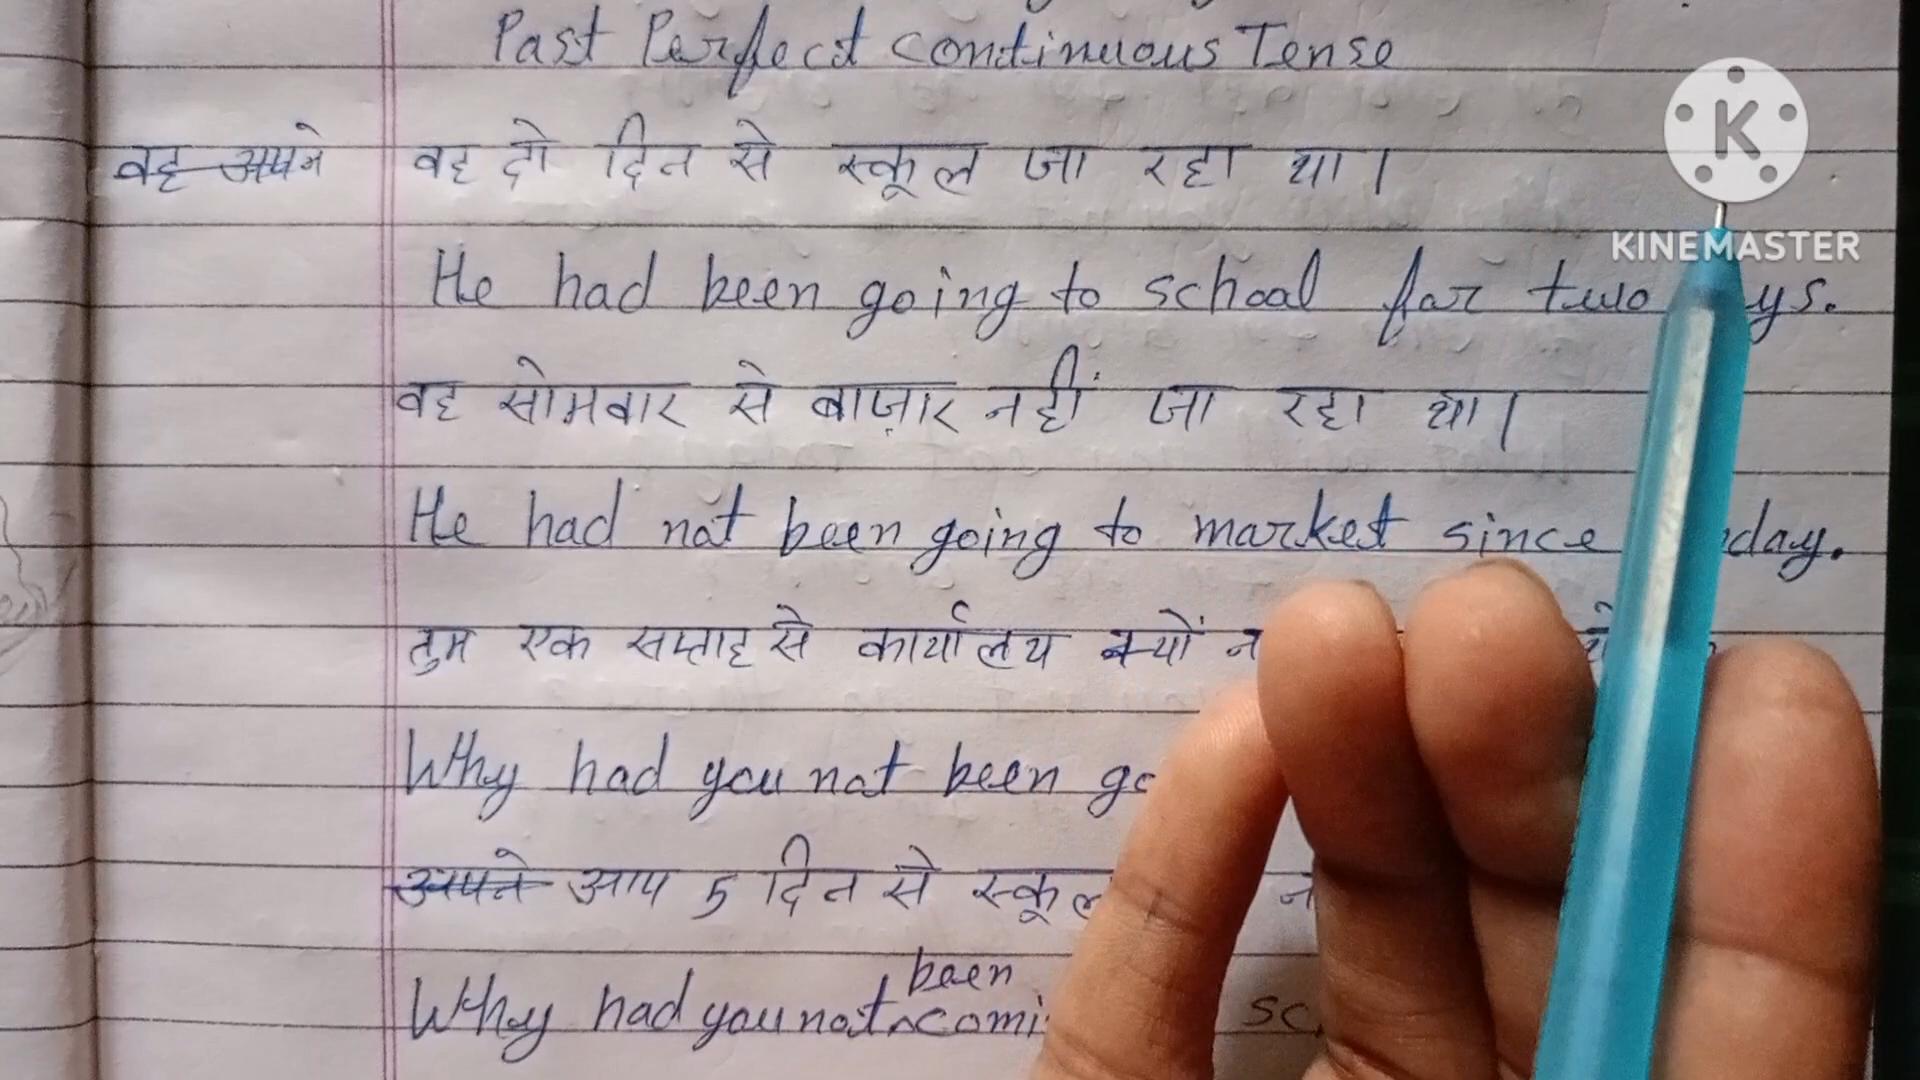 Past Perfect Continuous Tense
वह अपने वह दो दिन से स्कूल जा रहा था।
He had been going to school for two
KINEMASTER
वह सोमवार से बाज़ार नहीं जा रहा था।
He had not been going to market since
तुम एक सप्ताह से कार्यालय क्यों
Why had you not been
अपने आप 5 दिन से स्कूल
been
Why had you not